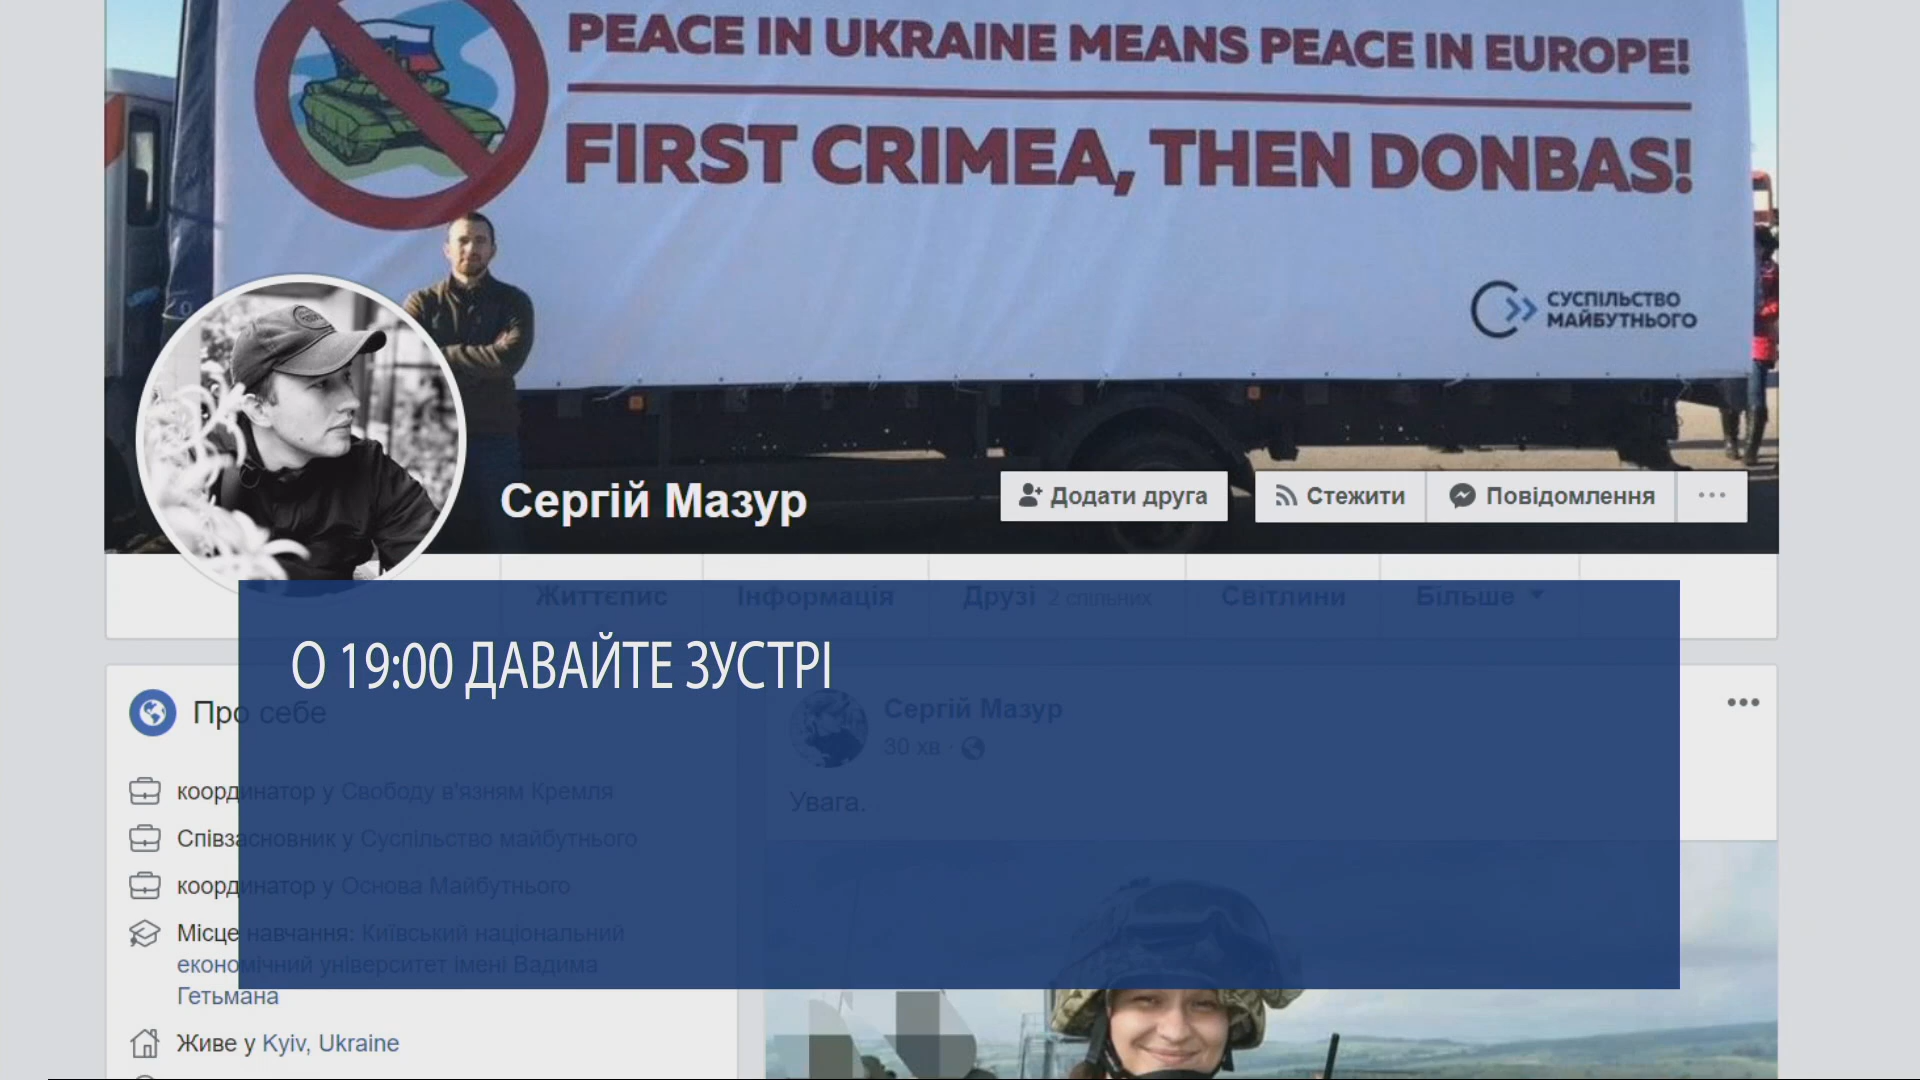 PEACE IN UKRAINE MEANS PEACE IN EUROPE!
FIRST CRIMEA, THEN DONBAS!
СУСПІЛЬСТВО
МАЙБУТНЬОГО
Сергій Мазур
Додати друга
Стежити
Повідомлення
Життєпис Інформація Друзі 2 спільних Світлини Більше
О 19:00 ДАВАЙТЕ ЗУСТРІ
Про себе
координатор у Свободу в'язням Кремля
Співзасновник у Суспільство майбутнього
координатор у Основа Майбутнього
Місце навчання: Київський національний
економічний університет імені Вадима
Гетьмана
Живе у Kyiv, Ukraine
Сергій Мазур
30 хв
Увага.